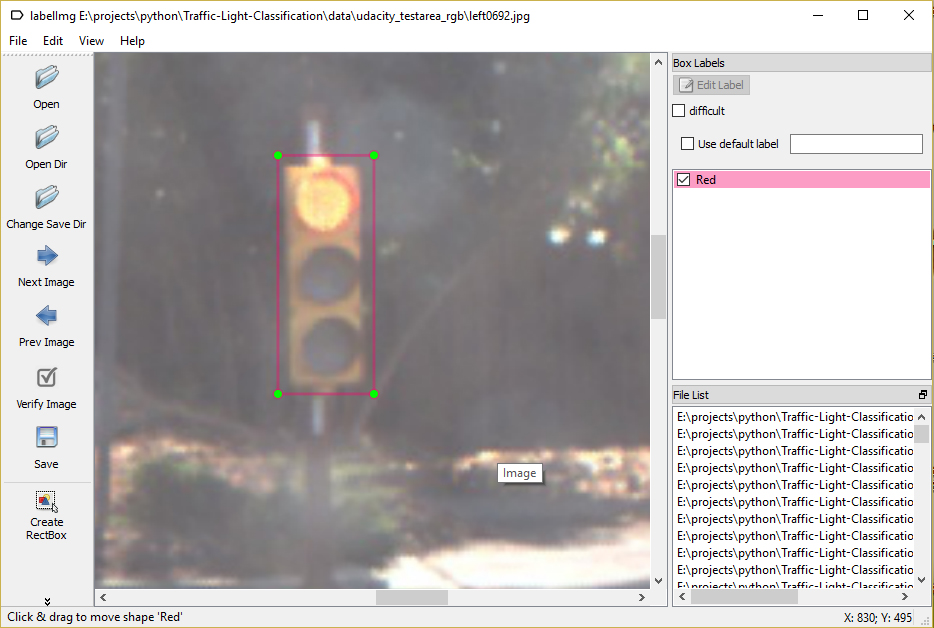 labelImg E:\projects\python\Traffic-Light-Classification\data\udacity_testarea_rgb\left0692.jpg
File Edit View Help
Open
Open Dir
Change Save Dir
Next Image
Prev Image
Verify Image
Save
Create
RectBox
Image
Box Labels
Edit Label
difficult
Use default label
Red
File List
E:\projects\python\Traffic-Light-Classificatio
E:\projects\python\Traffic-Light-Classificatio
E:\projects\python\Traffic-Light-Classificatio
E:\projects\python\Traffic-Light-Classificatio
E:\projects\python\Traffic-Light-Classificatio
E:\projects\python\Traffic-Light-Classificatio
E:\projects\python\Traffic-Light-Classificatio
E:\projects\python\Traffic-Light-Classificatio
E:\projects\python\Traffic-Light-Classificatio
E:\projects\python\Traffic-Light-Classificatio
E:\projects\python\Traffic-Light-Classificatio
Click & drag to move shape 'Red'
X: 830; Y: 495